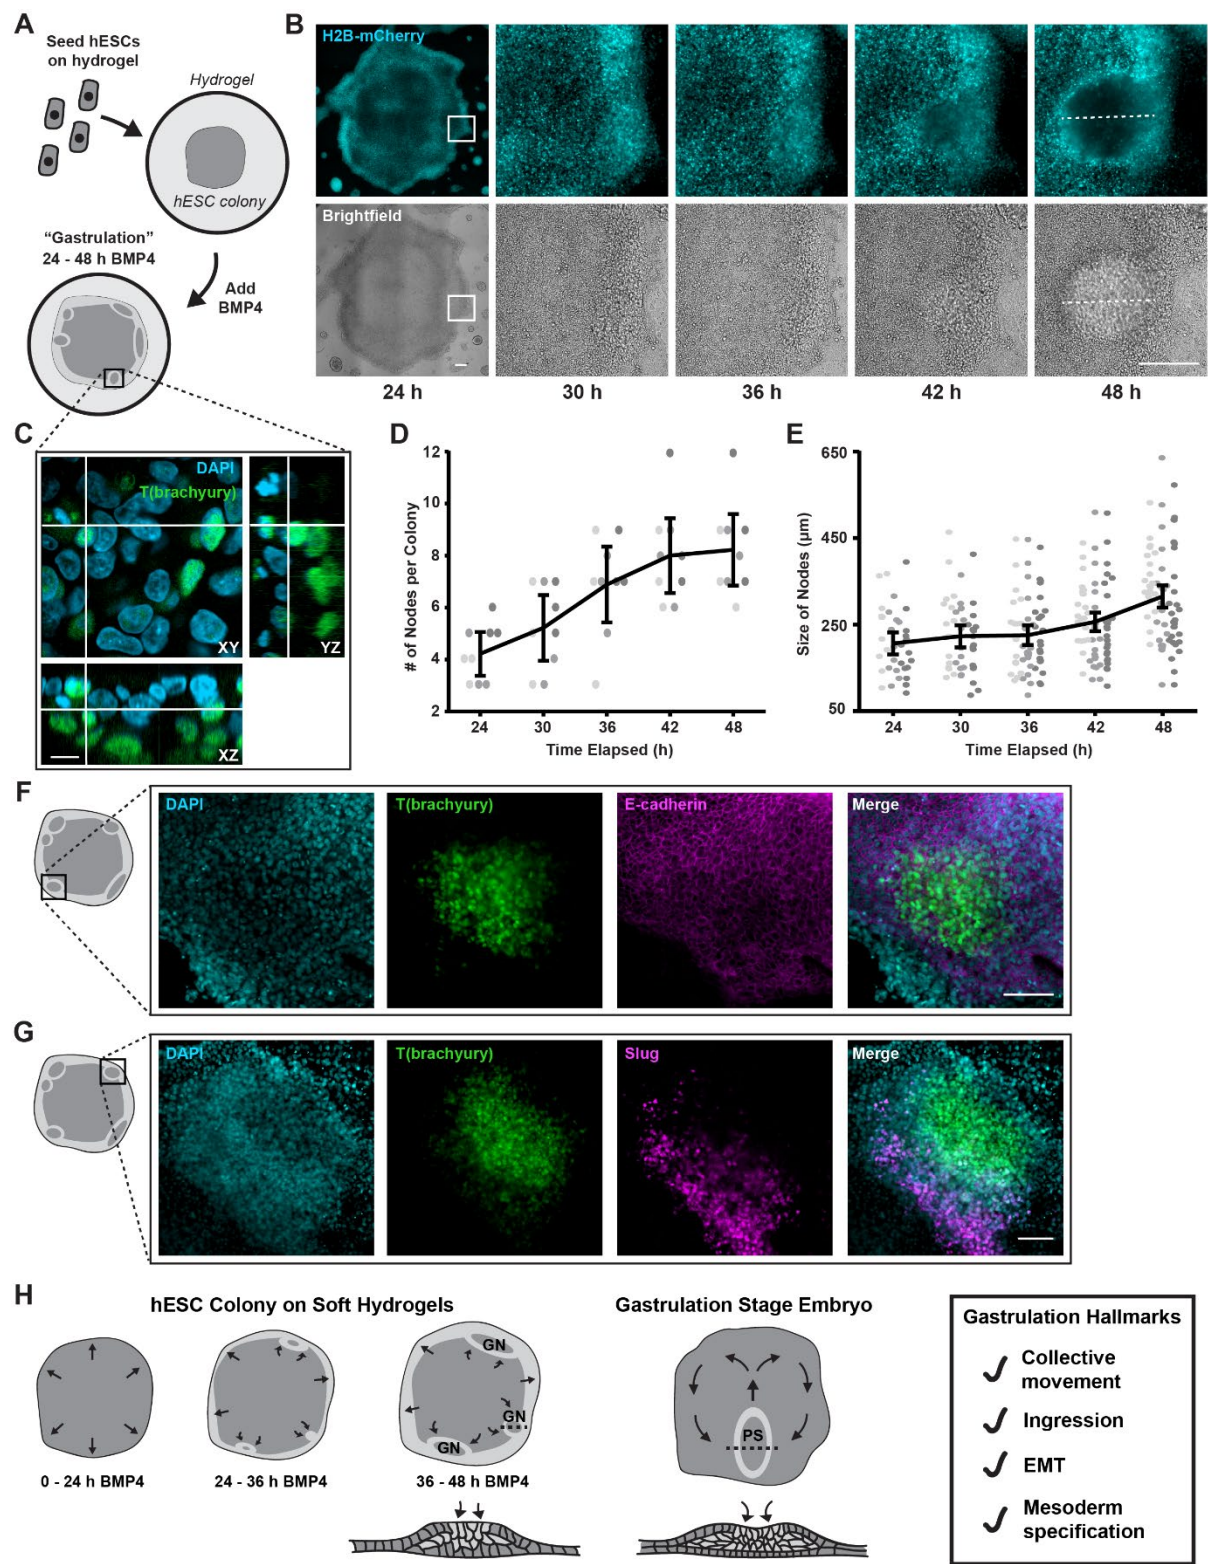 A
Seed hESCs
on hydrogel
Hydrogel
hESC colony
"Gastrulation"
24 - 48 h BMP4
Add
BMP4
B
H2B-mCherry
Brightfield
24 h
30 h
36 h
42 h
48 h
C
DAPI
T(brachyury)
XY
YZ
XZ
D
# of Nodes per Colony
12
10
8
6
4
2
24
30
36
42
48
Time Elapsed (h)
E
Size of Nodes (μm)
650
450
250
50
24
30
36
42
48
Time Elapsed (h)
F
DAPI
T(brachyury)
E-cadherin
Merge
G
DAPI
T(brachyury)
Slug
Merge
H
hESC Colony on Soft Hydrogels
GN
GN
GN
0 - 24 h BMP4
24 - 36 h BMP4
36 - 48 h BMP4
Gastrulation Stage Embryo
PS
Gastrulation Hallmarks
Collective
movement
Ingression
EMT
Mesoderm
specification